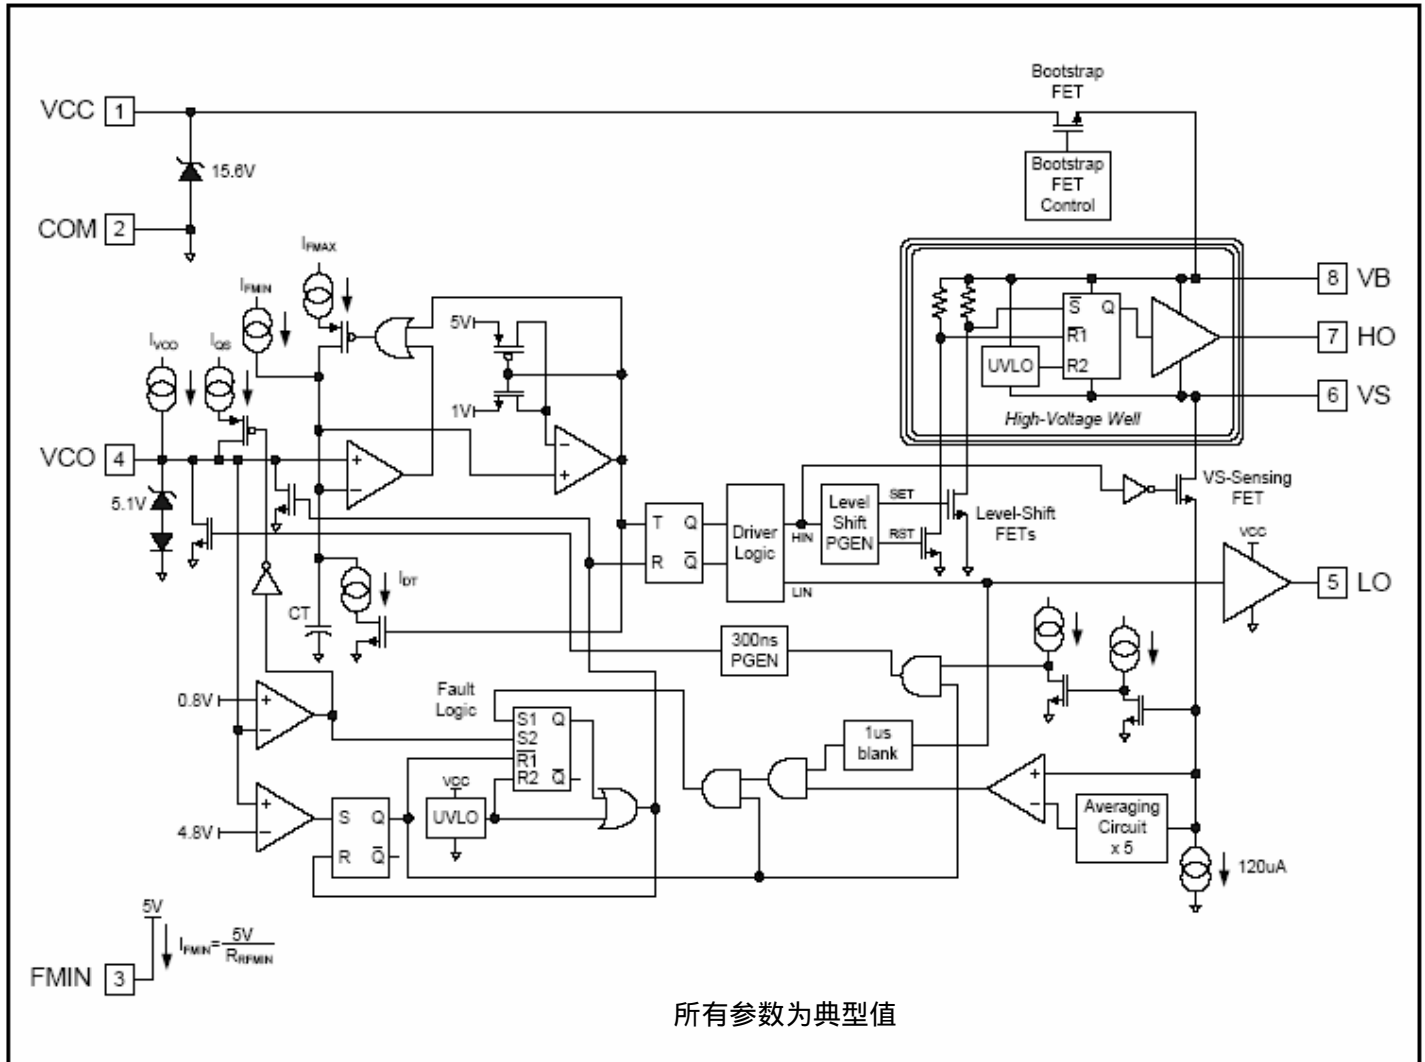 Bootstrap
FET
VCC 1
15.6V
Bootstrap
FET
Control
COM 2
IFMAX
IFMIN
8 VB
5V
S̅ Q
R̅1̅
7 HO
IVCO
IQS
UVLO
R2
1V
6 VS
High-Voltage Well
VCO 4
+
−
−
+
VS-Sensing
FET
5.1V
Level
Shift
PGEN
SET
Level-Shift
FETs
T Q
R Q̅
Driver
Logic
HIN
RST
VCC
IDT
LIN
5 LO
CT
300ns
PGEN
0.8V
+
−
Fault
Logic
S1 Q
S2
R̅1̅
R2 Q̅
1us
blank
VCC
UVLO
+
−
Averaging
Circuit
x 5
4.8V
+
−
S Q
R Q̅
120uA
5V
IFMIN=5V
RRFMIN
FMIN 3
所有参数为典型值